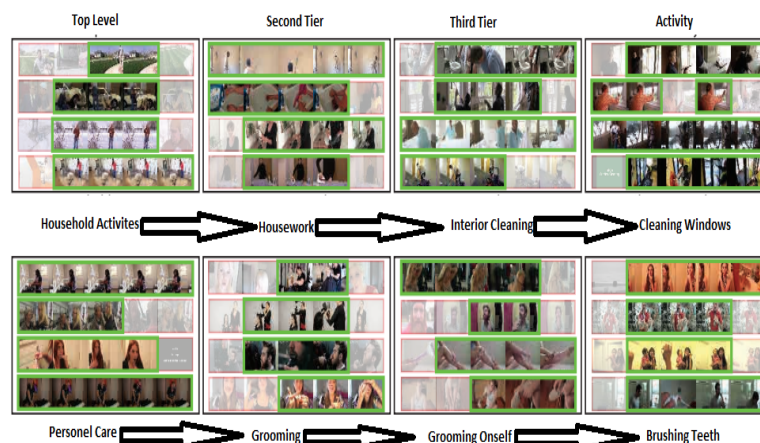 Top Level
Second Tier
Third Tier
Activity
Household Activites
Housework
Interior Cleaning
Cleaning Windows
Personel Care
Grooming
Grooming Onself
Brushing Teeth